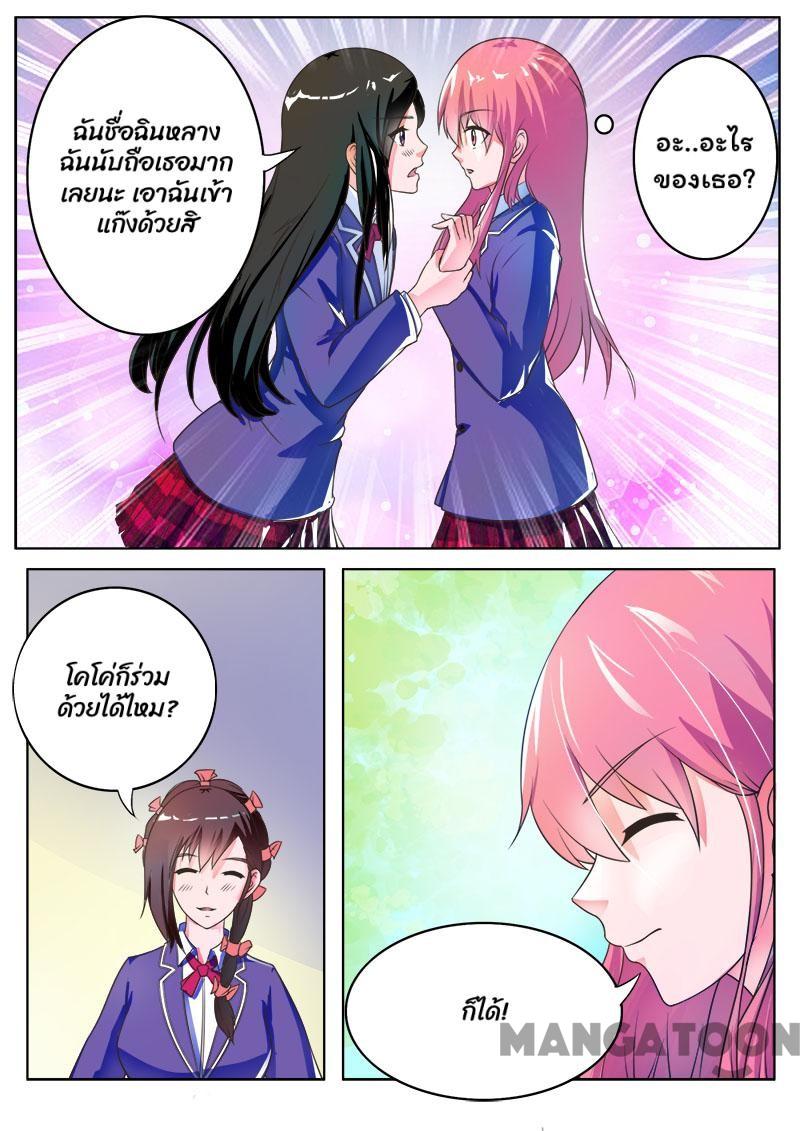 ฉันชื่อฉินหลาง
ฉันนับถือเธอมาก
เลยนะ เอาฉันเข้า
แก๊งด้วยสิ
อะ..อะไร
ของเธอ?
โคโค่ก็ร่วม
ด้วยได้ไหม?
ก็ได้!
MANGATOON